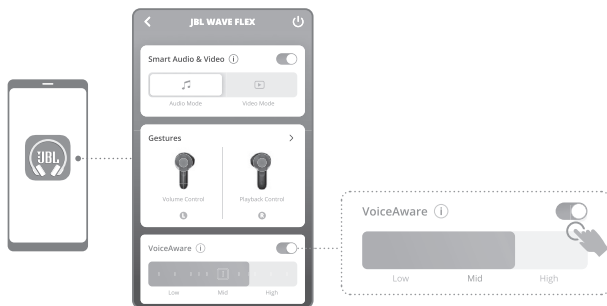 JBL WAVE FLEX
Smart Audio & Video i
Audio Mode Video Mode
JBL
Gestures
Volume Control Playback Control
L R
VoiceAware i
Low Mid High
VoiceAware i
Low Mid High